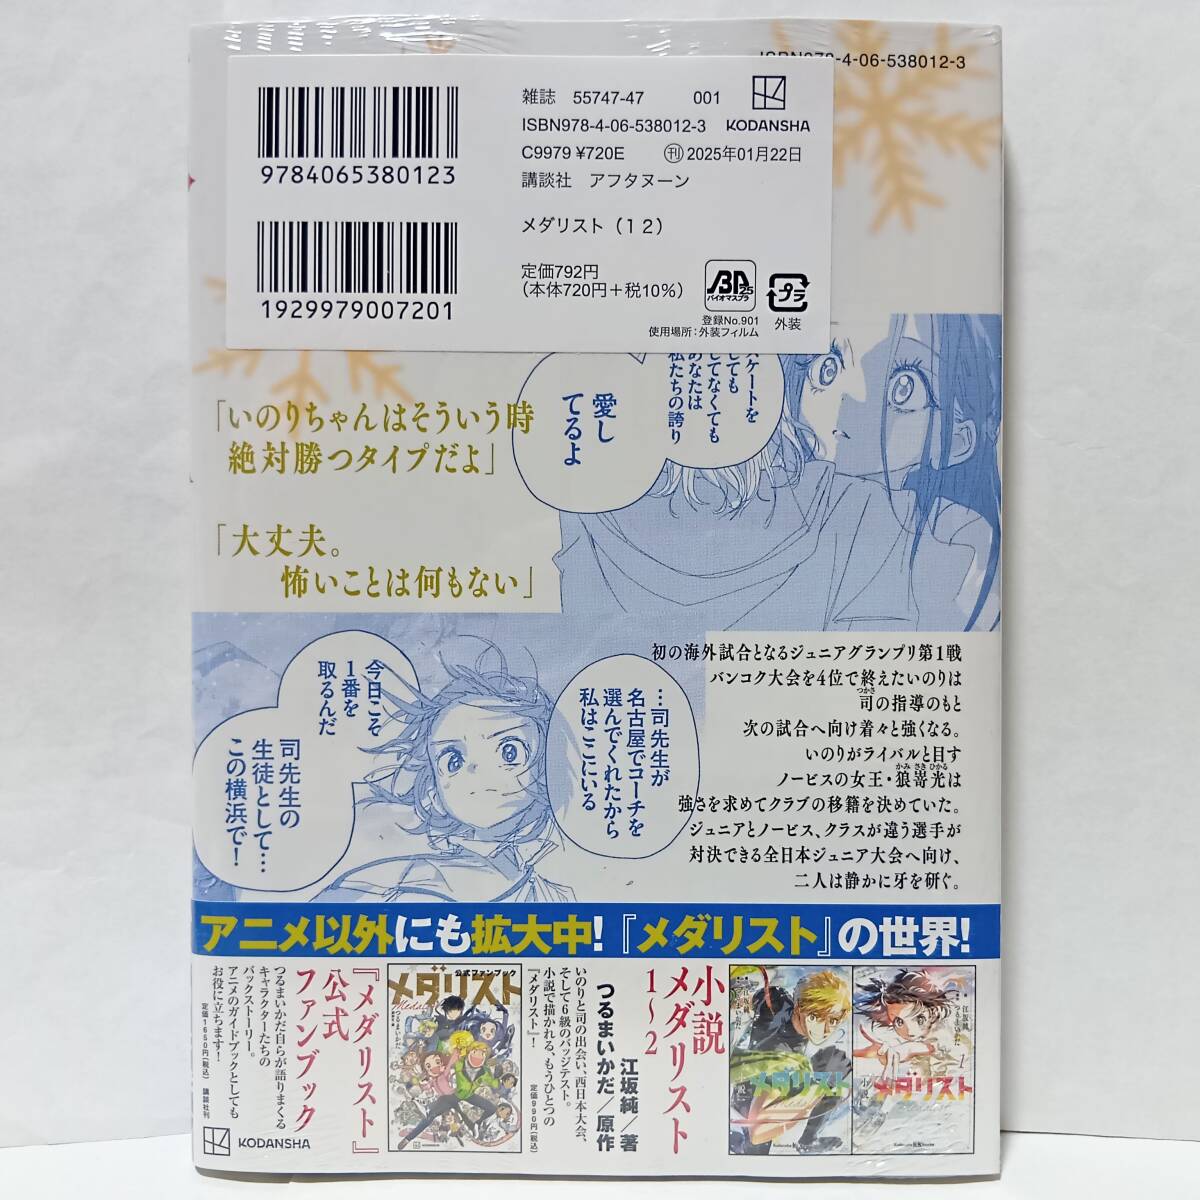 ISBN978-4-06-538012-3
雑誌 55747-47 001
ISBN978-4-06-538012-3
KODANSHA
C9979 ¥720E ㊞2025年01月22日
講談社 アフタヌーン
メダリスト（12）
定価792円
（本体720円＋税10%）
9784065380123
1929979007201
バイオマスプラ
25
登録No.901
使用場所：外装フィルム
プラ
外装
スケートを
してなくても
あなたは
私たちの誇り
愛し
てるよ
「いのりちゃんはそういう時
絶対勝つタイプだよ」
「大丈夫。
怖いことは何もない」
…司先生が
名古屋でコーチを
選んでくれたから
私はここにいる
今日こそ
1番を
取るんだ
司先生の
生徒として…
この横浜で！
初の海外試合となるジュニアグランプリ第1戦
バンコク大会を4位で終えたいのりは
司の指導のもと
つかさ
次の試合へ向け着々と強くなる。
いのりがライバルと目す
ノービスの女王・狼嵜光は
かみ さき ひかる
強さを求めてクラブの移籍を決めていた。
ジュニアとノービス、クラスが違う選手が
対決できる全日本ジュニア大会へ向け、
二人は静かに牙を研ぐ。
アニメ以外にも拡大中！『メダリスト』の世界！
小説
メダリスト
1～2
江坂純／著
つるまいかだ／原作
いのりと司の出会い、西日本大会、
そして6級のバッジテスト。
小説で描かれる、もうひとつの
『メダリスト』！
定価990円（税込）
公式ファンブック
メダリスト
『メダリスト』
公式
ファンブック
つるまいかだ自らが語りまくる
キャラクターたちの
バックストーリー。
アニメのガイドブックとしても
お役に立ちます！
定価1650円（税込） 講談社刊
KODANSHA
メダリスト
2
メダリスト
1